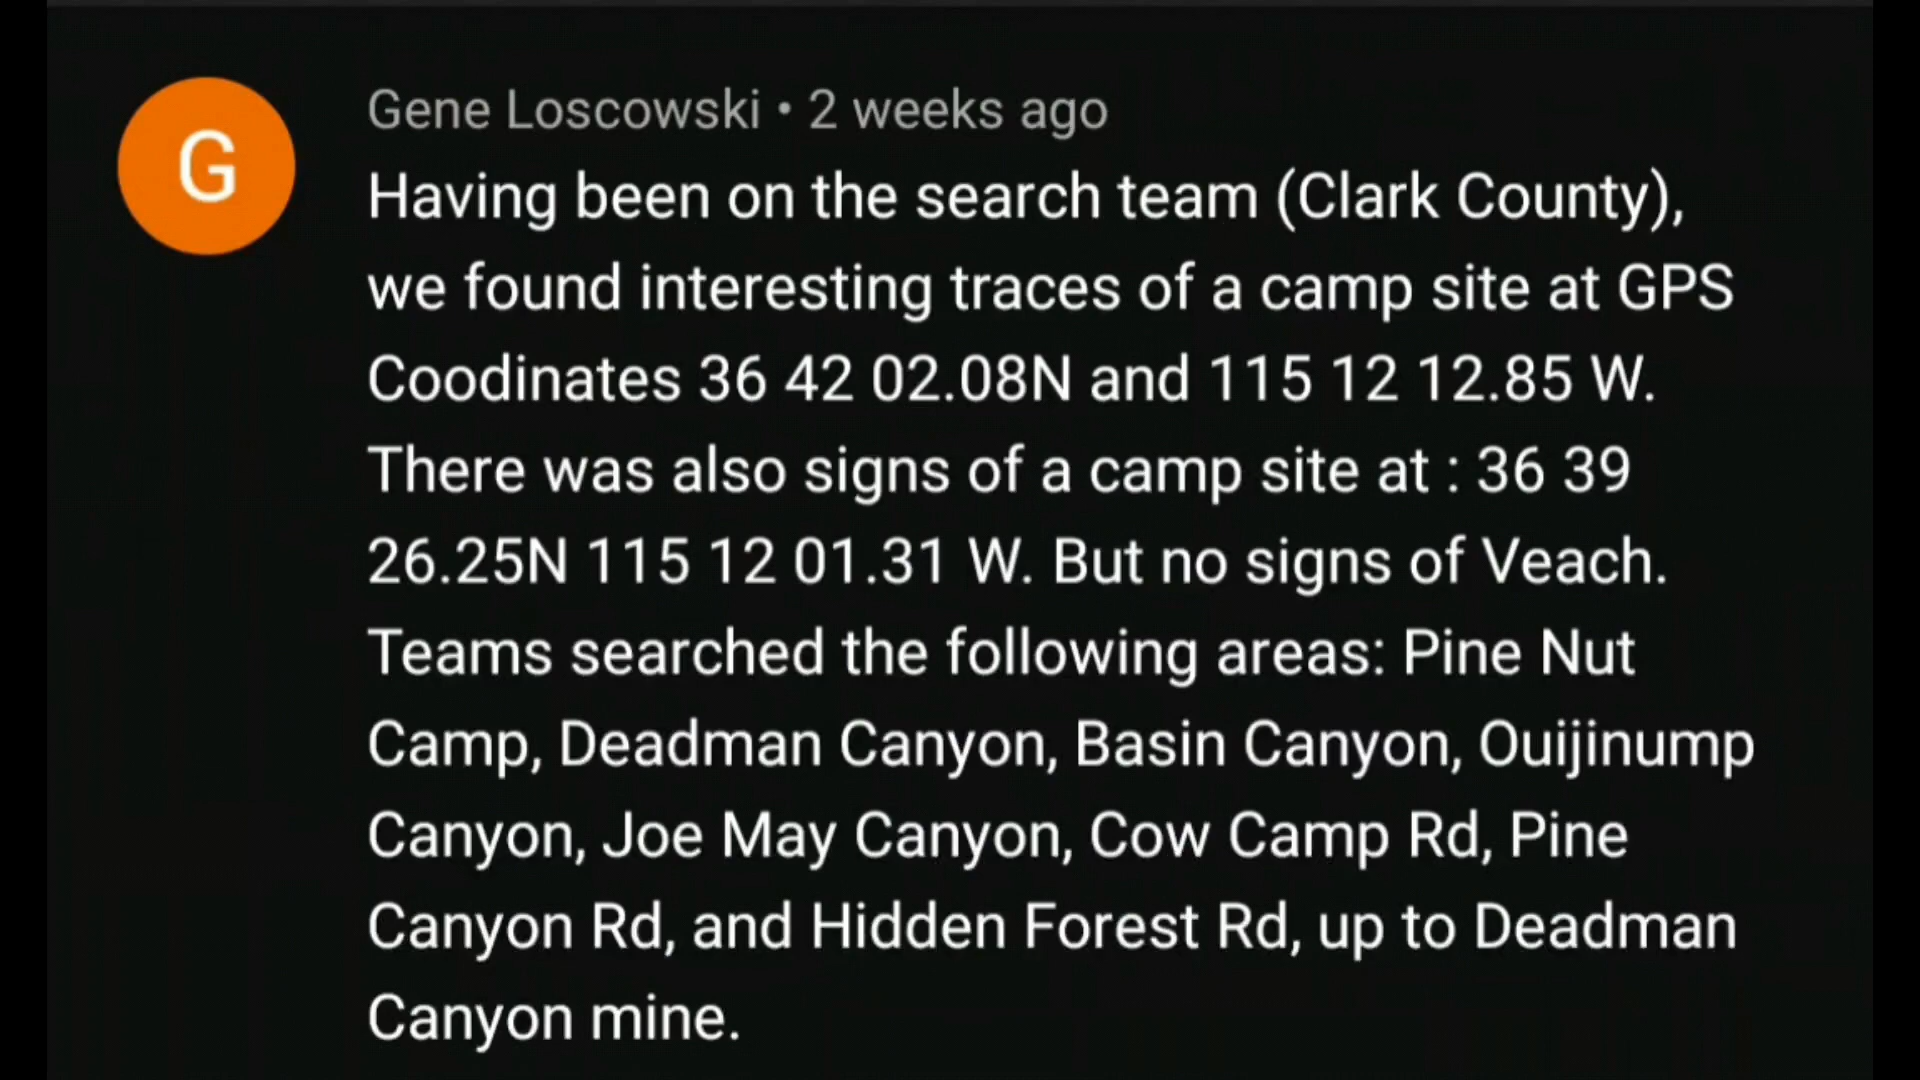 G
Gene Loscowski • 2 weeks ago
Having been on the search team (Clark County),
we found interesting traces of a camp site at GPS
Coodinates 36 42 02.08N and 115 12 12.85 W.
There was also signs of a camp site at : 36 39
26.25N 115 12 01.31 W. But no signs of Veach.
Teams searched the following areas: Pine Nut
Camp, Deadman Canyon, Basin Canyon, Ouijinump
Canyon, Joe May Canyon, Cow Camp Rd, Pine
Canyon Rd, and Hidden Forest Rd, up to Deadman
Canyon mine.